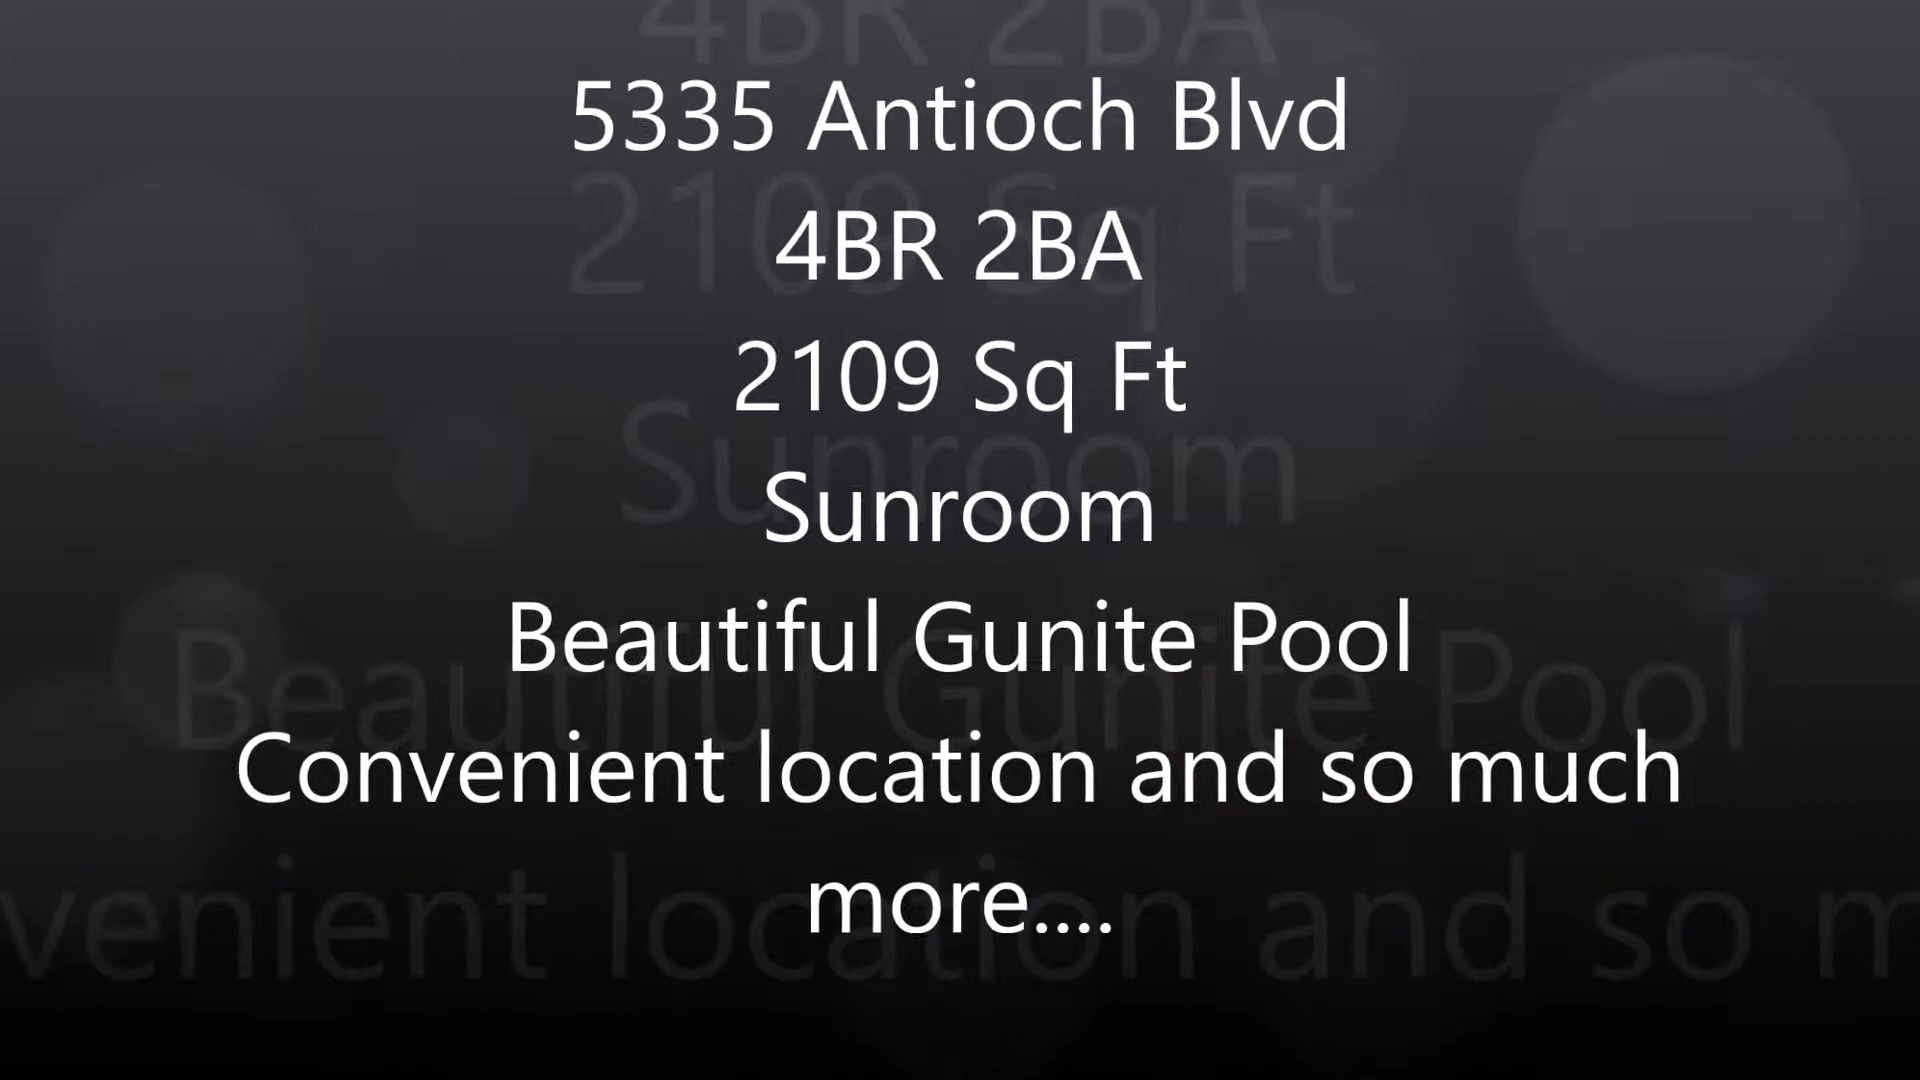 5335 Antioch Blvd
4BR 2BA
2109 Sq Ft
Sunroom
Beautiful Gunite Pool
Convenient location and so much
more....